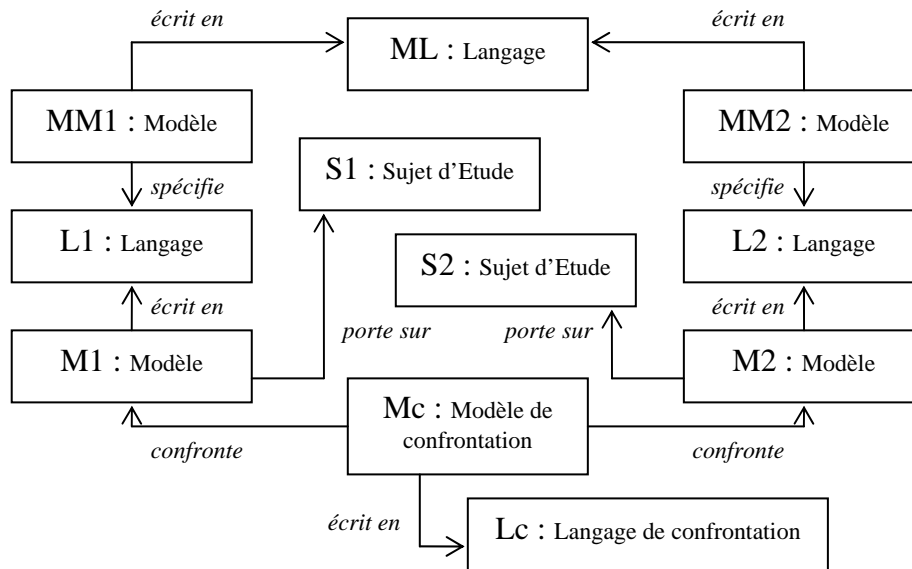 écrit en
écrit en
ML : Langage
MM1 : Modèle
MM2 : Modèle
S1 : Sujet d'Etude
spécifie
spécifie
L1 : Langage
L2 : Langage
S2 : Sujet d'Etude
écrit en
écrit en
porte sur
porte sur
M1 : Modèle
M2 : Modèle
Mc : Modèle de
confrontation
confronte
confronte
écrit en
Lc : Langage de confrontation